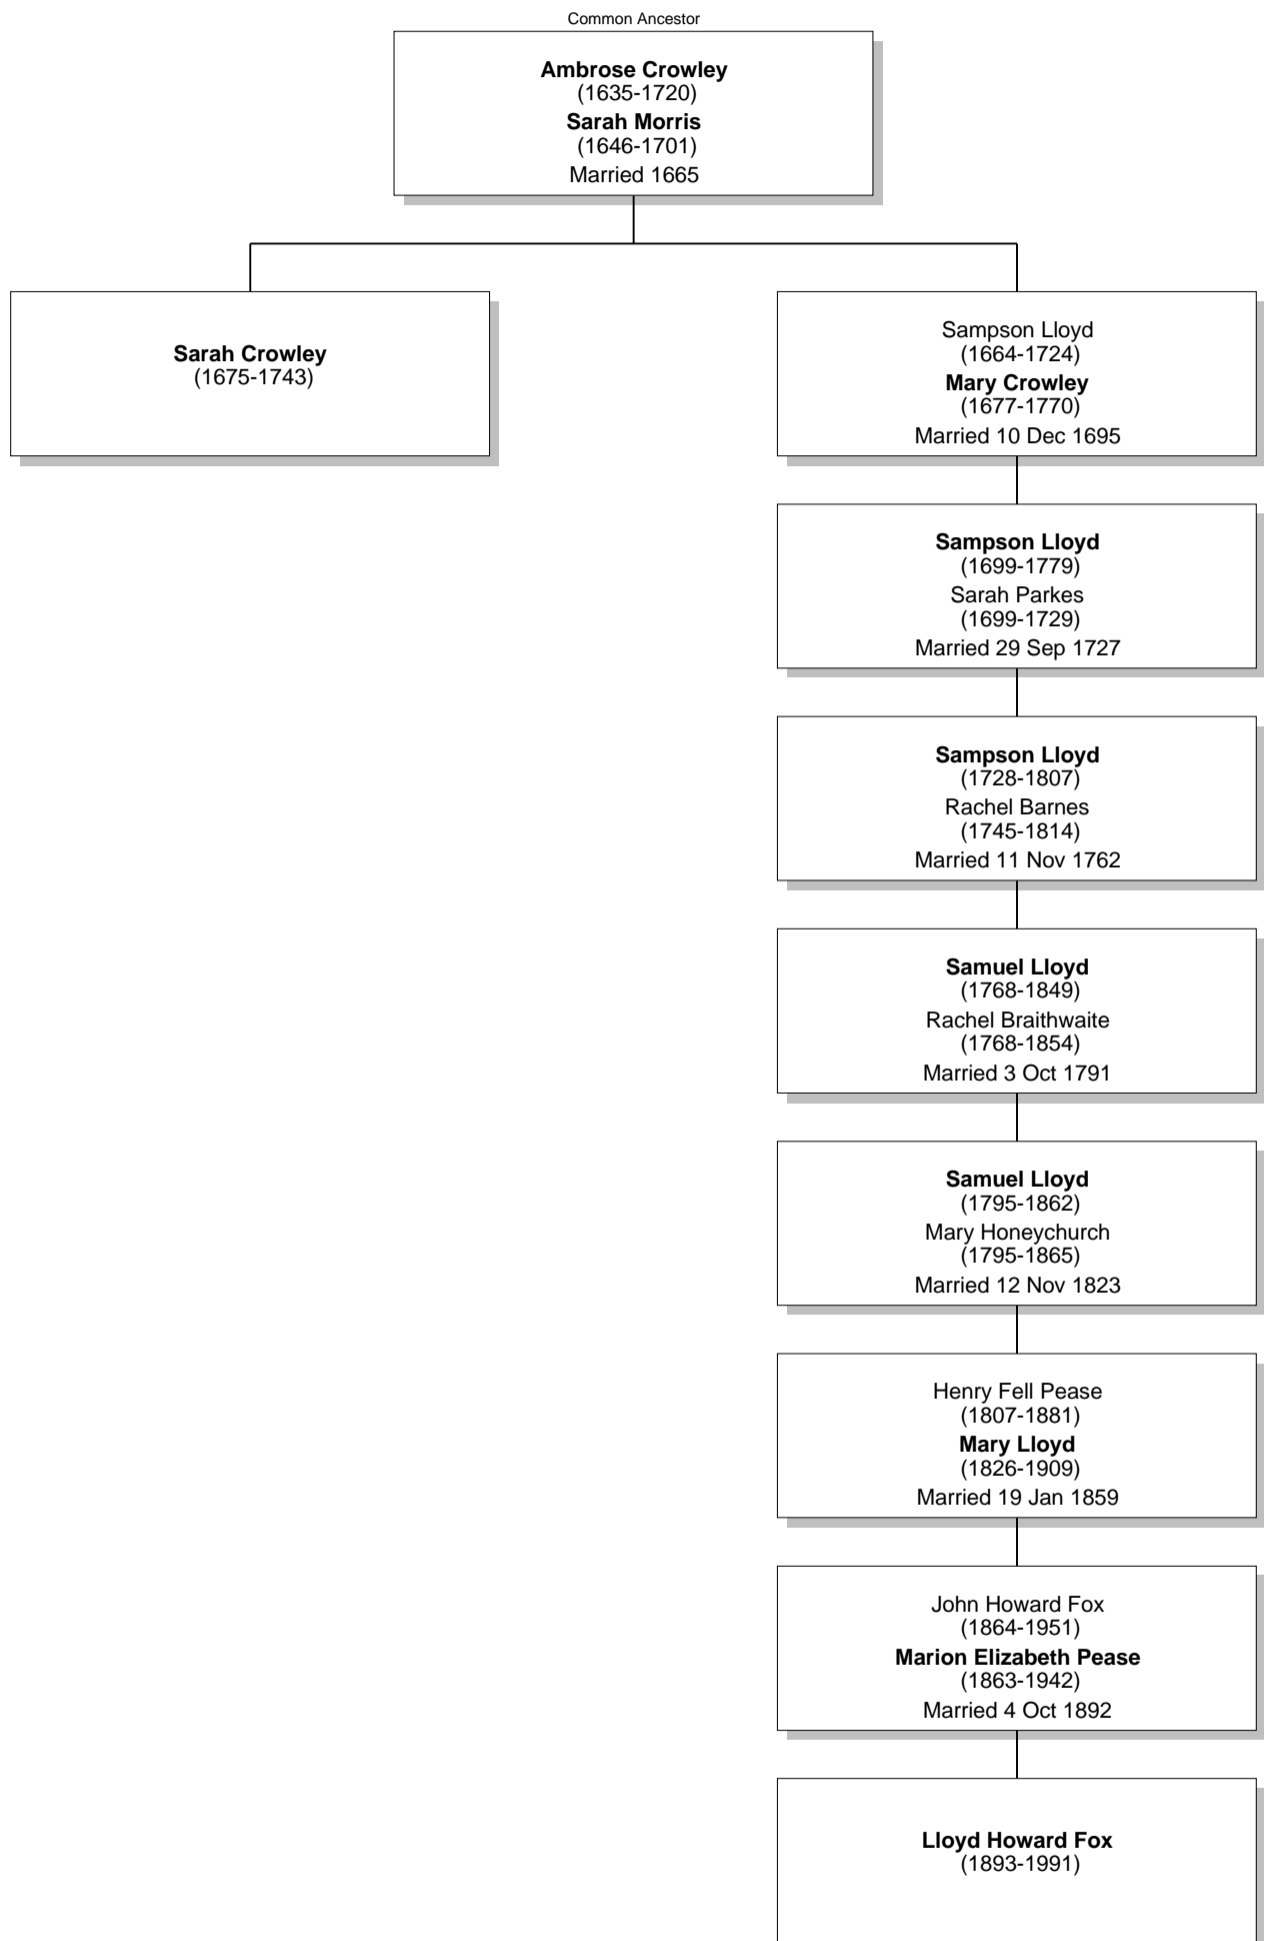 Common Ancestor
Ambrose Crowley
(1635-1720)
Sarah Morris
(1646-1701)
Married 1665
Sarah Crowley
(1675-1743)
Sampson Lloyd
(1664-1724)
Mary Crowley
(1677-1770)
Married 10 Dec 1695
Sampson Lloyd
(1699-1779)
Sarah Parkes
(1699-1729)
Married 29 Sep 1727
Sampson Lloyd
(1728-1807)
Rachel Barnes
(1745-1814)
Married 11 Nov 1762
Samuel Lloyd
(1768-1849)
Rachel Braithwaite
(1768-1854)
Married 3 Oct 1791
Samuel Lloyd
(1795-1862)
Mary Honeychurch
(1795-1865)
Married 12 Nov 1823
Henry Fell Pease
(1807-1881)
Mary Lloyd
(1826-1909)
Married 19 Jan 1859
John Howard Fox
(1864-1951)
Marion Elizabeth Pease
(1863-1942)
Married 4 Oct 1892
Lloyd Howard Fox
(1893-1991)